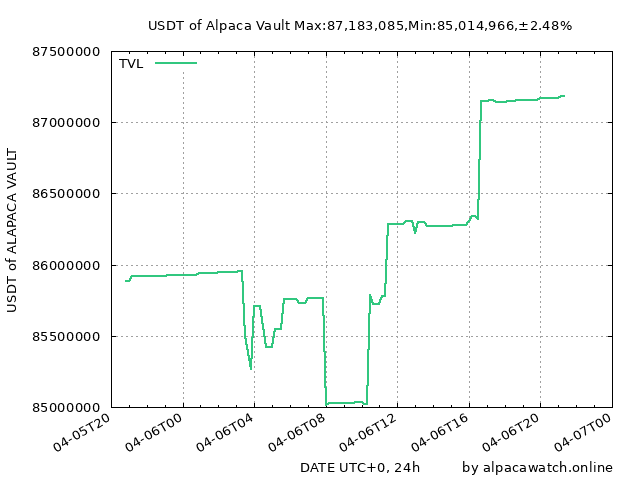 USDT of Alpaca Vault Max:87,183,085,Min:85,014,966,±2.48%
TVL
87500000
87000000
86500000
86000000
85500000
85000000
USDT of ALAPACA VAULT
04-05T20
04-06T00
04-06T04
04-06T08
04-06T12
04-06T16
04-06T20
04-07T00
DATE UTC+0, 24h
by alpacawatch.online